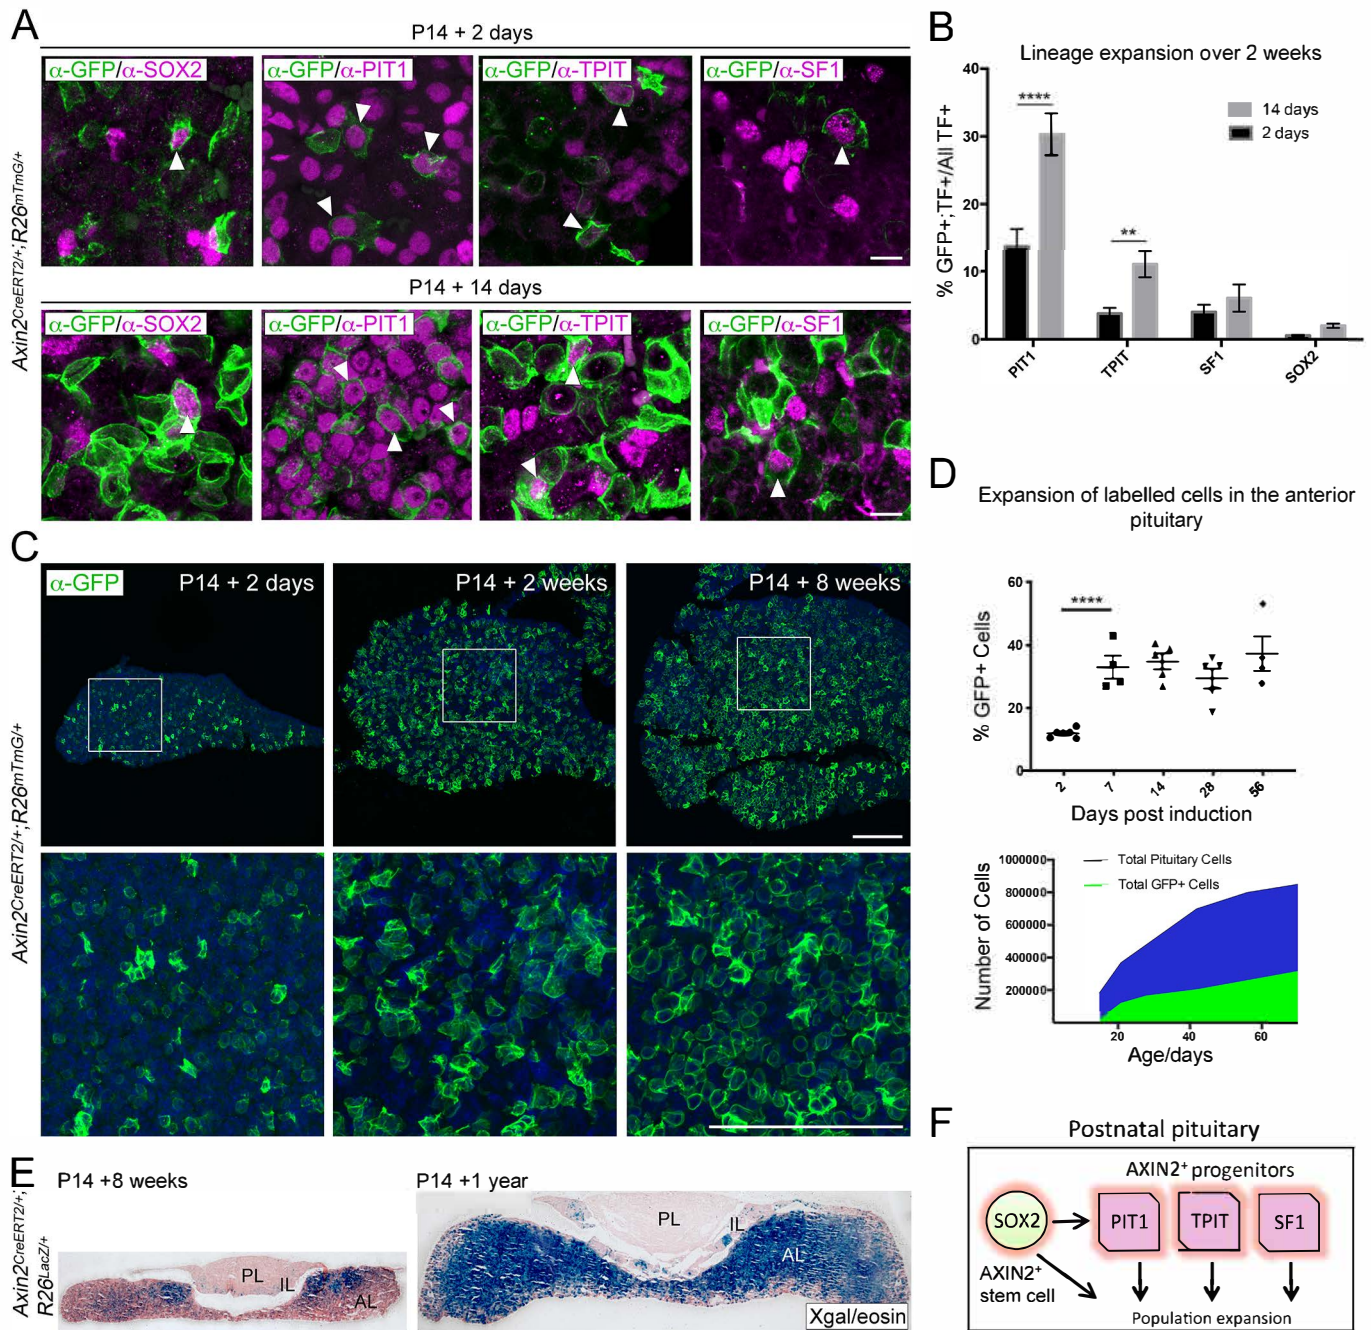 A
P14 + 2 days
α-GFP/α-SOX2
α-GFP/α-PIT1
α-GFP/α-TPIT
α-GFP/α-SF1
Axin2CreERT2/+;R26mTmG/+
P14 + 14 days
α-GFP/α-SOX2
α-GFP/α-PIT1
α-GFP/α-TPIT
α-GFP/α-SF1
B
Lineage expansion over 2 weeks
% GFP+;TF+/All TF+
40
30
20
10
0
****
**
14 days
2 days
PIT1
TPIT
SF1
SOX2
C
α-GFP
P14 + 2 days
P14 + 2 weeks
P14 + 8 weeks
Axin2CreERT2/+;R26mTmG/+
D
Expansion of labelled cells in the anterior
pituitary
% GFP+ Cells
60
40
20
0
****
2
7
14
28
56
Days post induction
Number of Cells
1000000
800000
600000
400000
200000
Total Pituitary Cells
Total GFP+ Cells
20
40
60
Age/days
E
Axin2CreERT2/+;
R26LacZ/+
P14 +8 weeks
PL
IL
AL
P14 +1 year
PL
IL
AL
Xgal/eosin
F
Postnatal pituitary
AXIN2+ progenitors
SOX2
PIT1
TPIT
SF1
AXIN2+
stem cell
Population expansion